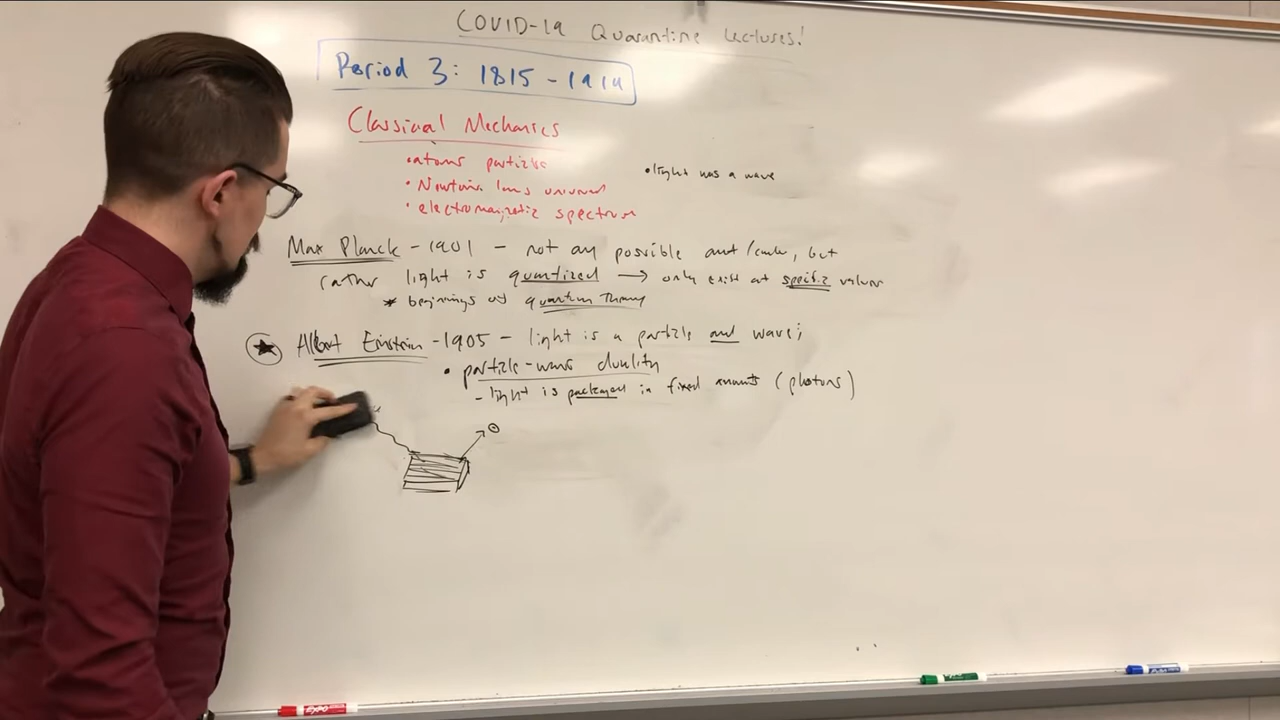 COVID-19 Quarantine Lectures!
Period 3: 1815 - 1914
Classical Mechanics
• atoms particles
• light was a wave
• Newton's laws universal
• electromagnetic spectrum
Max Planck - 1901 - not any possible , but
rather light is quantized → only exist at specific values
* beginnings of quantum Theory
★ Albert Einstein - 1905 - light is a particle and wave;
• particle-wave duality
- light is packaged in fixed amounts (photons)